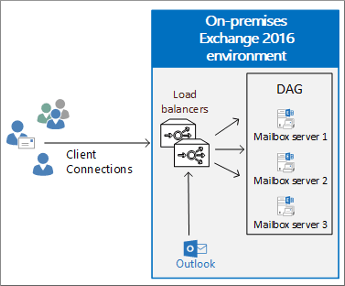 On-premises
Exchange 2016
environment
Load
balancers
DAG
Mailbox server 1
Mailbox server 2
Mailbox server 3
Client
Connections
Outlook